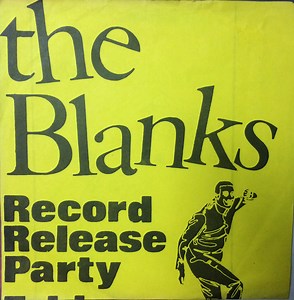 the
Blanks
Record
Release
Party